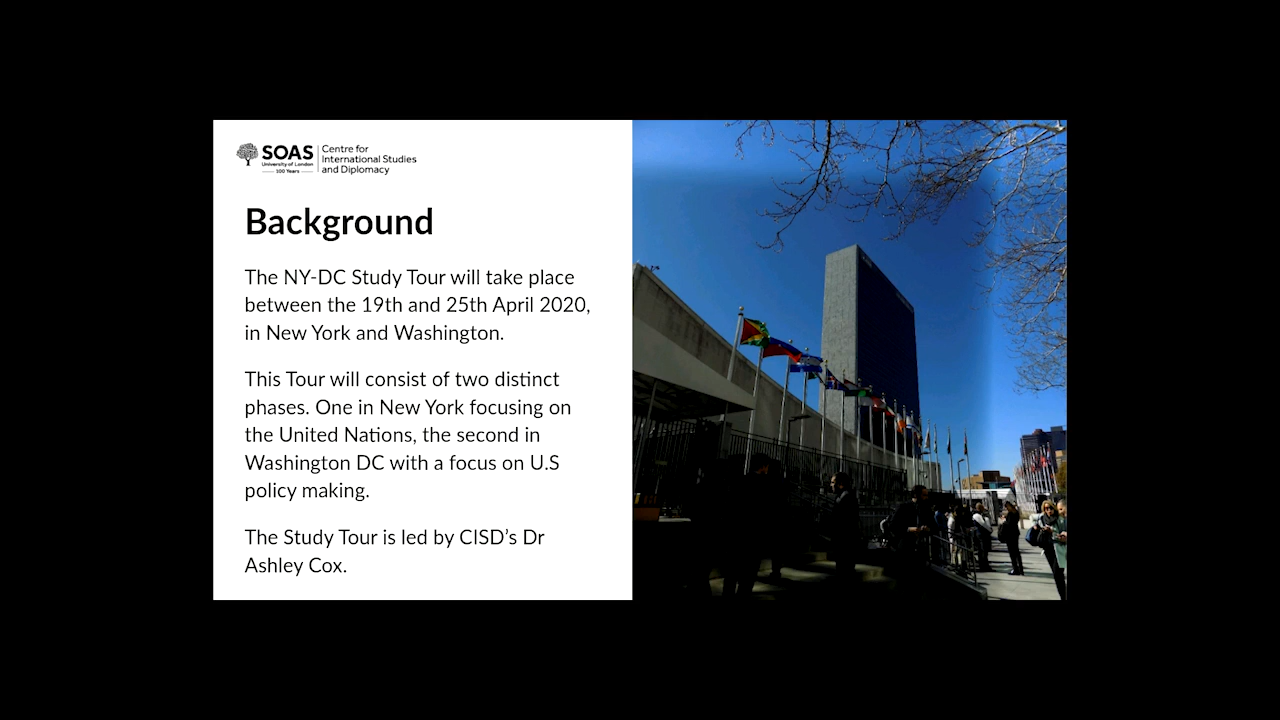 SOAS
University of London
100 Years
Centre for
International Studies
and Diplomacy
Background
The NY-DC Study Tour will take place
between the 19th and 25th April 2020,
in New York and Washington.
This Tour will consist of two distinct
phases. One in New York focusing on
the United Nations, the second in
Washington DC with a focus on U.S
policy making.
The Study Tour is led by CISD’s Dr
Ashley Cox.